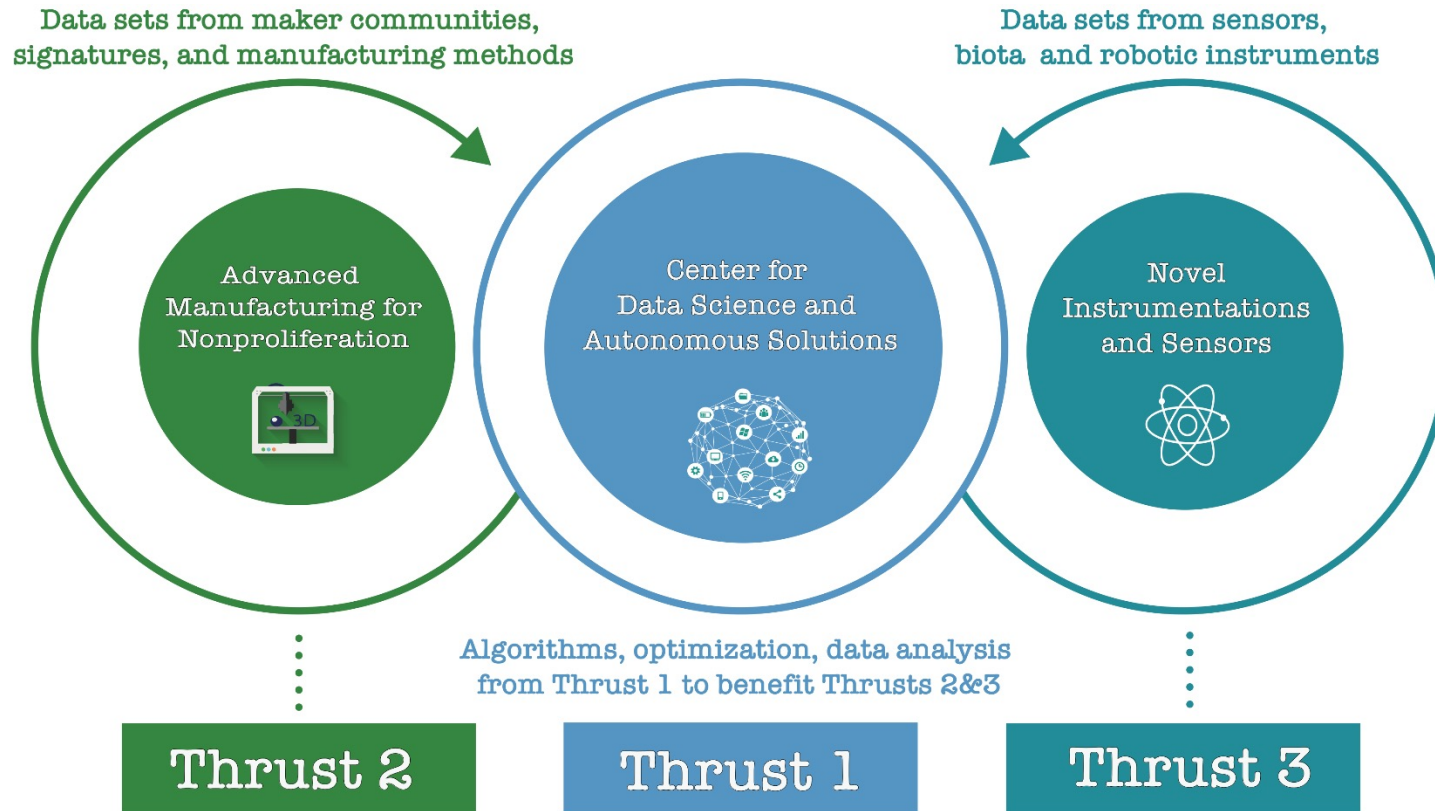 Data sets from maker communities,
signatures, and manufacturing methods
Data sets from sensors,
biota and robotic instruments
Advanced
Manufacturing for
Nonproliferation
3D
Center for
Data Science and
Autonomous Solutions
Novel
Instrumentations
and Sensors
Algorithms, optimization, data analysis
from Thrust 1 to benefit Thrusts 2&3
Thrust 2
Thrust 1
Thrust 3